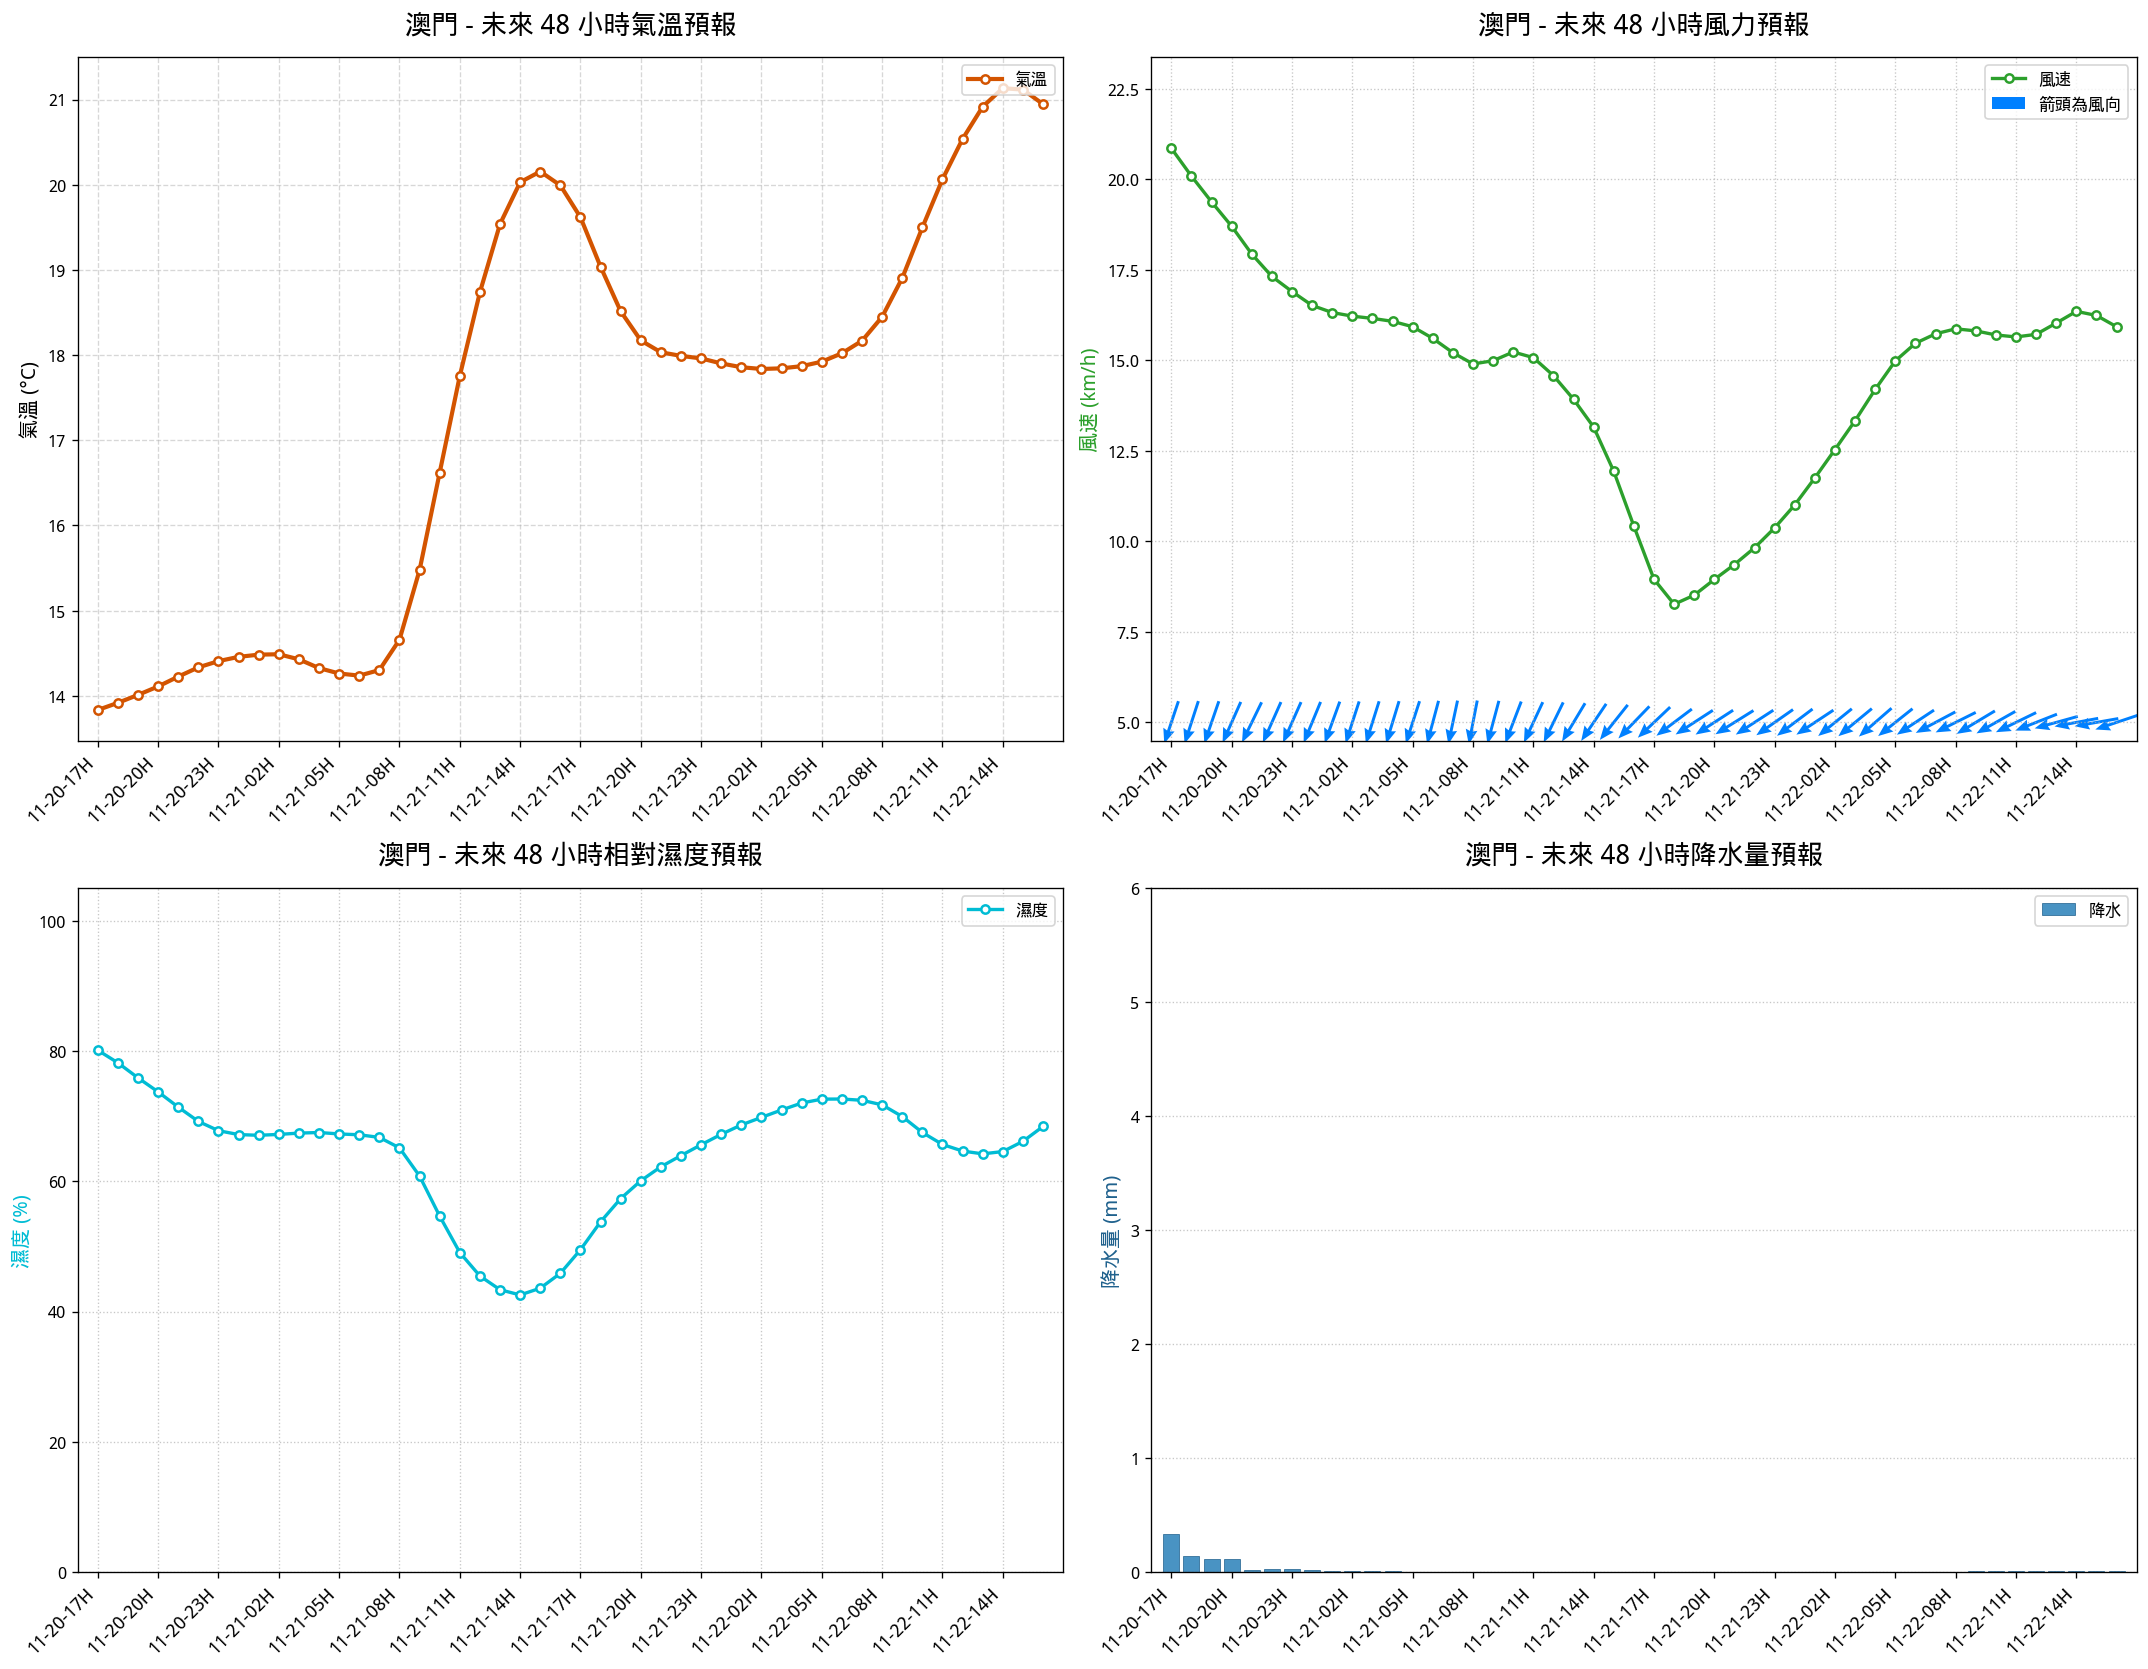 澳門 - 未來 48 小時氣溫預報
氣溫
氣溫 (°C)
21
20
19
18
17
16
15
14
11-20-17H
11-20-20H
11-20-23H
11-21-02H
11-21-05H
11-21-08H
11-21-11H
11-21-14H
11-21-17H
11-21-20H
11-21-23H
11-22-02H
11-22-05H
11-22-08H
11-22-11H
11-22-14H
澳門 - 未來 48 小時風力預報
風速
箭頭為風向
風速 (km/h)
22.5
20.0
17.5
15.0
12.5
10.0
7.5
5.0
11-20-17H
11-20-20H
11-20-23H
11-21-02H
11-21-05H
11-21-08H
11-21-11H
11-21-14H
11-21-17H
11-21-20H
11-21-23H
11-22-02H
11-22-05H
11-22-08H
11-22-11H
11-22-14H
澳門 - 未來 48 小時相對濕度預報
濕度
濕度 (%)
100
80
60
40
20
0
11-20-17H
11-20-20H
11-20-23H
11-21-02H
11-21-05H
11-21-08H
11-21-11H
11-21-14H
11-21-17H
11-21-20H
11-21-23H
11-22-02H
11-22-05H
11-22-08H
11-22-11H
11-22-14H
澳門 - 未來 48 小時降水量預報
降水
降水量 (mm)
6
5
4
3
2
1
0
11-20-17H
11-20-20H
11-20-23H
11-21-02H
11-21-05H
11-21-08H
11-21-11H
11-21-14H
11-21-17H
11-21-20H
11-21-23H
11-22-02H
11-22-05H
11-22-08H
11-22-11H
11-22-14H